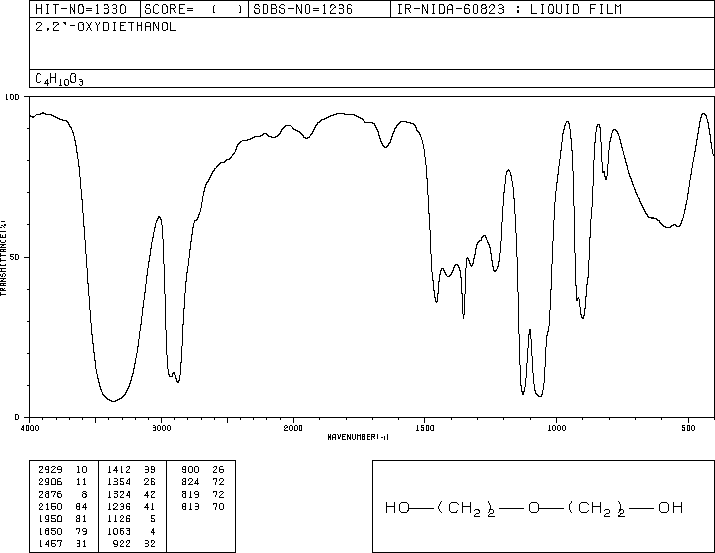 HIT-NO=1330 SCORE= ( ) SDBS-NO=1236 IR-NIDA-60823 : LIQUID FILM
2,2'-OXYDIETHANOL
C4H10O3
100
50
0
TRANSMITTANCE(%)
4000 3000 2000 1500 1000 500
WAVENUMBER(-1)
2929 10 1412 39 900 26
2906 11 1354 26 824 72
2876 8 1324 42 819 72
2160 84 1236 41 813 70
1950 81 1126 5
1650 79 1063 4
1457 31 922 32
HO—(CH2)2—O—(CH2)2—OH